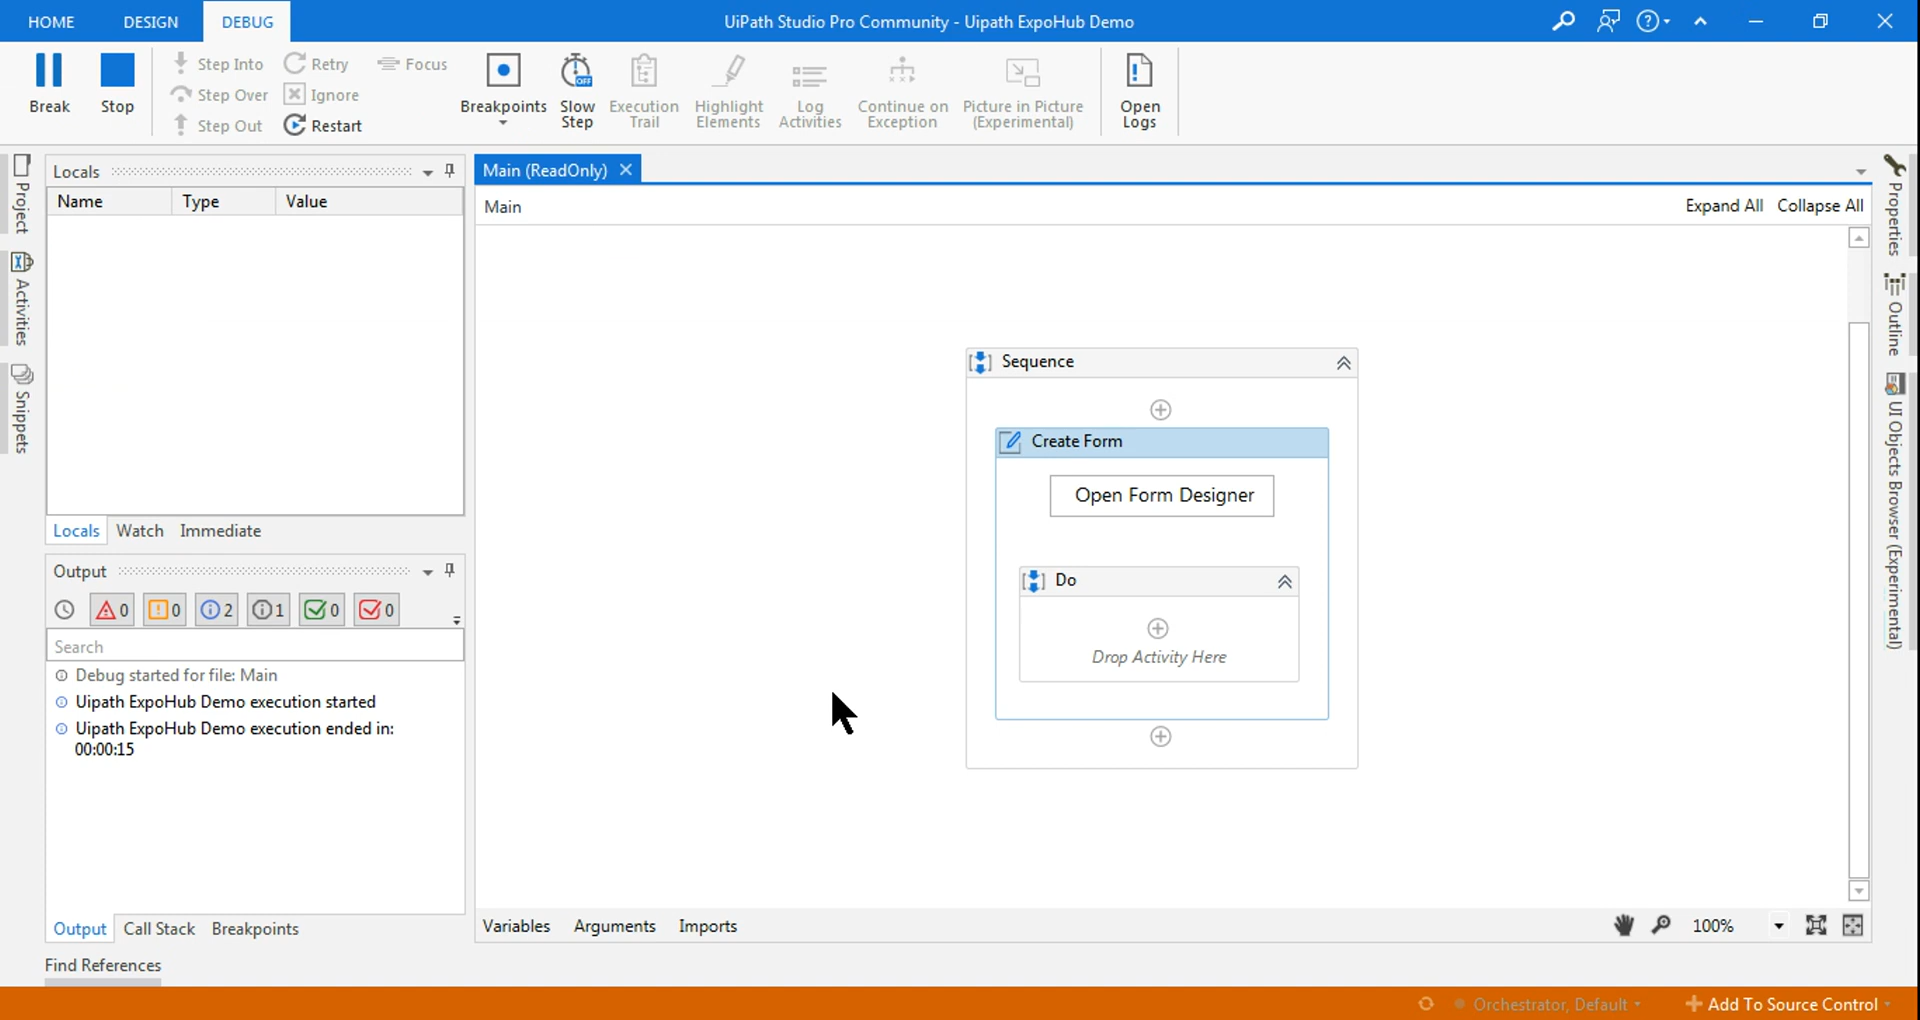 HOME DESIGN DEBUG UiPath Studio Pro Community - Uipath ExpoHub Demo
Break Stop
Step Into
Step Over
Step Out
Retry
Ignore
Restart
Focus
Breakpoints
Slow
Step
OFF
Execution
Trail
Highlight
Elements
Log
Activities
Continue on
Exception
Picture in Picture
(Experimental)
Open
Logs
Project
Activities
Snippets
Locals
Name Type Value
Locals Watch Immediate
Output
0 0 2 1 0 0
Search
Debug started for file: Main
Uipath ExpoHub Demo execution started
Uipath ExpoHub Demo execution ended in:
00:00:15
Output Call Stack Breakpoints
Find References
Main (ReadOnly)
Main
Expand All Collapse All
Sequence
Create Form
Open Form Designer
Do
Drop Activity Here
Variables Arguments Imports
100%
Properties
Outline
UI Objects Browser (Experimental)
Orchestrator, Default
Add To Source Control